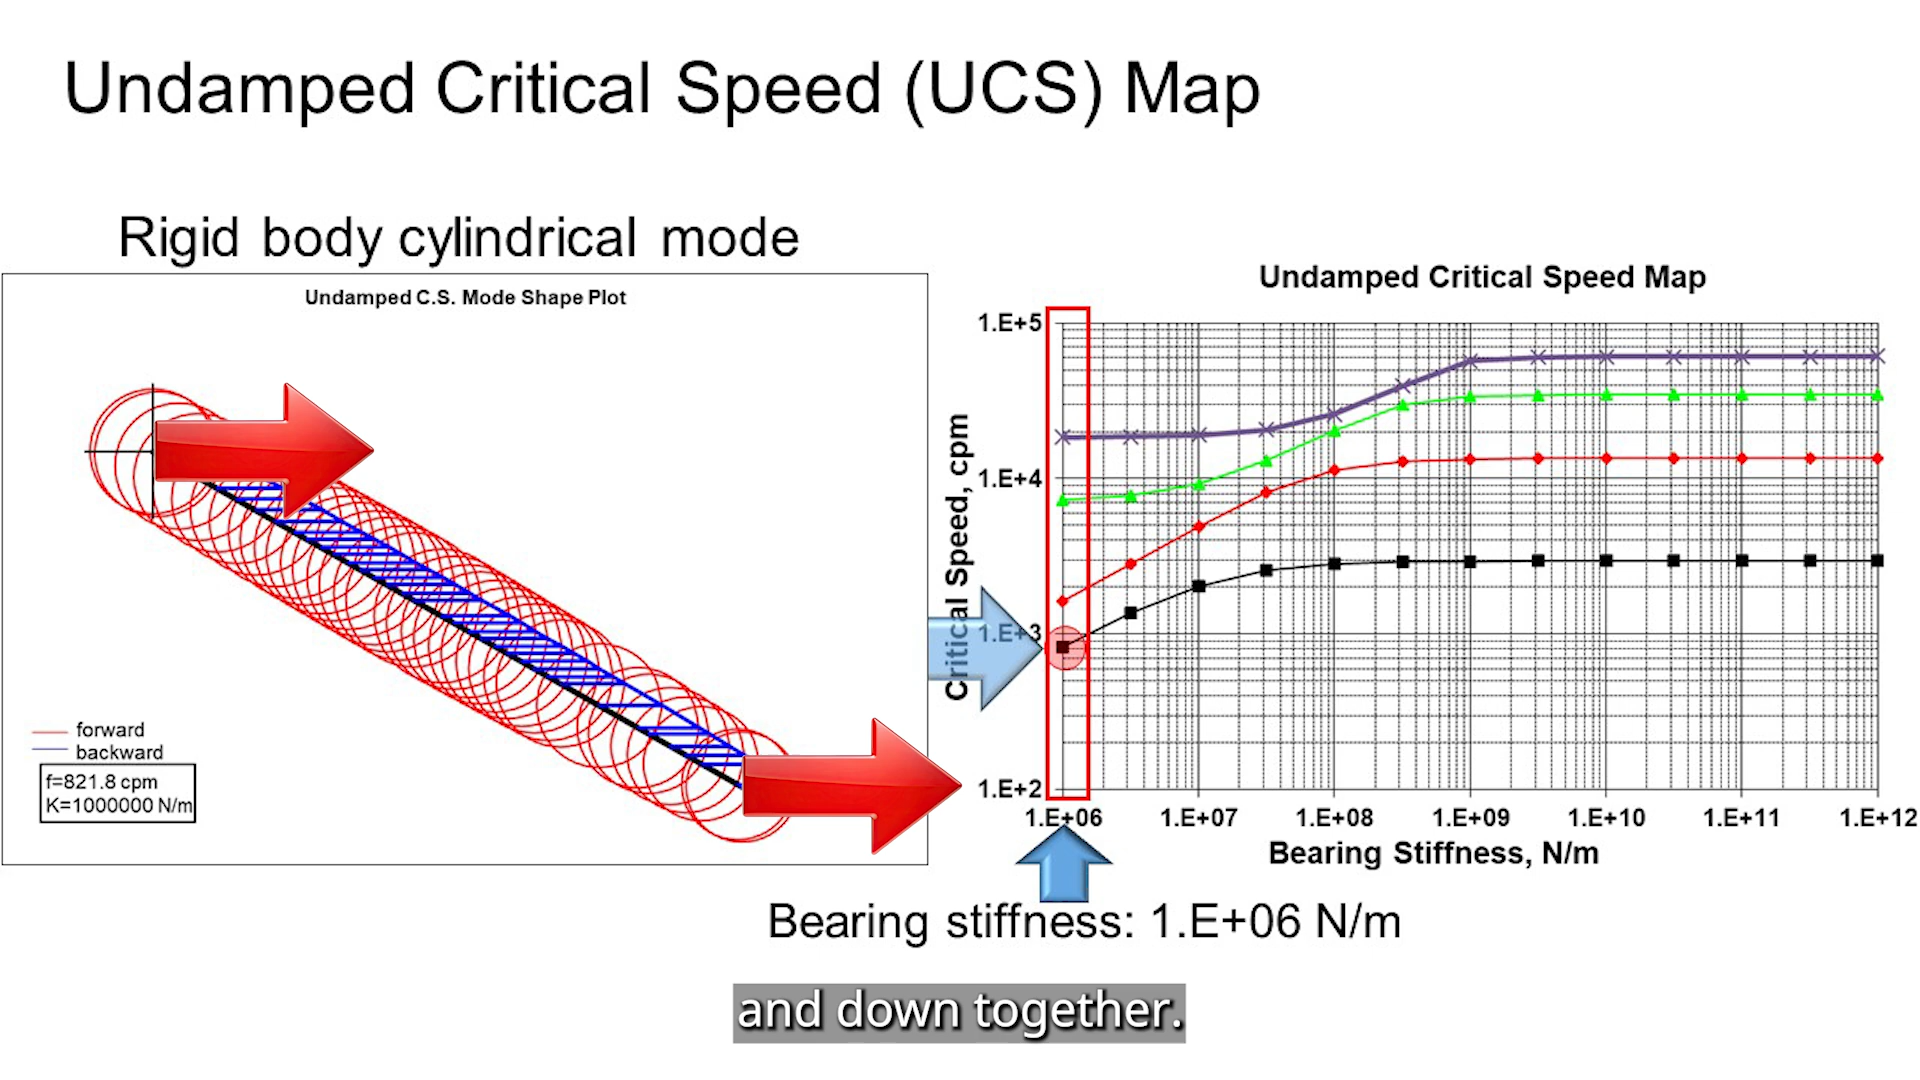 Undamped Critical Speed (UCS) Map
Rigid body cylindrical mode
Undamped C.S. Mode Shape Plot
forward
backward
f=821.8 cpm
K=1000000 N/m
Undamped Critical Speed Map
Critical Speed, cpm
1.E+5
1.E+4
1.E+3
1.E+2
1.E+06 1.E+07 1.E+08 1.E+09 1.E+10 1.E+11 1.E+12
Bearing Stiffness, N/m
Bearing stiffness: 1.E+06 N/m
and down together.